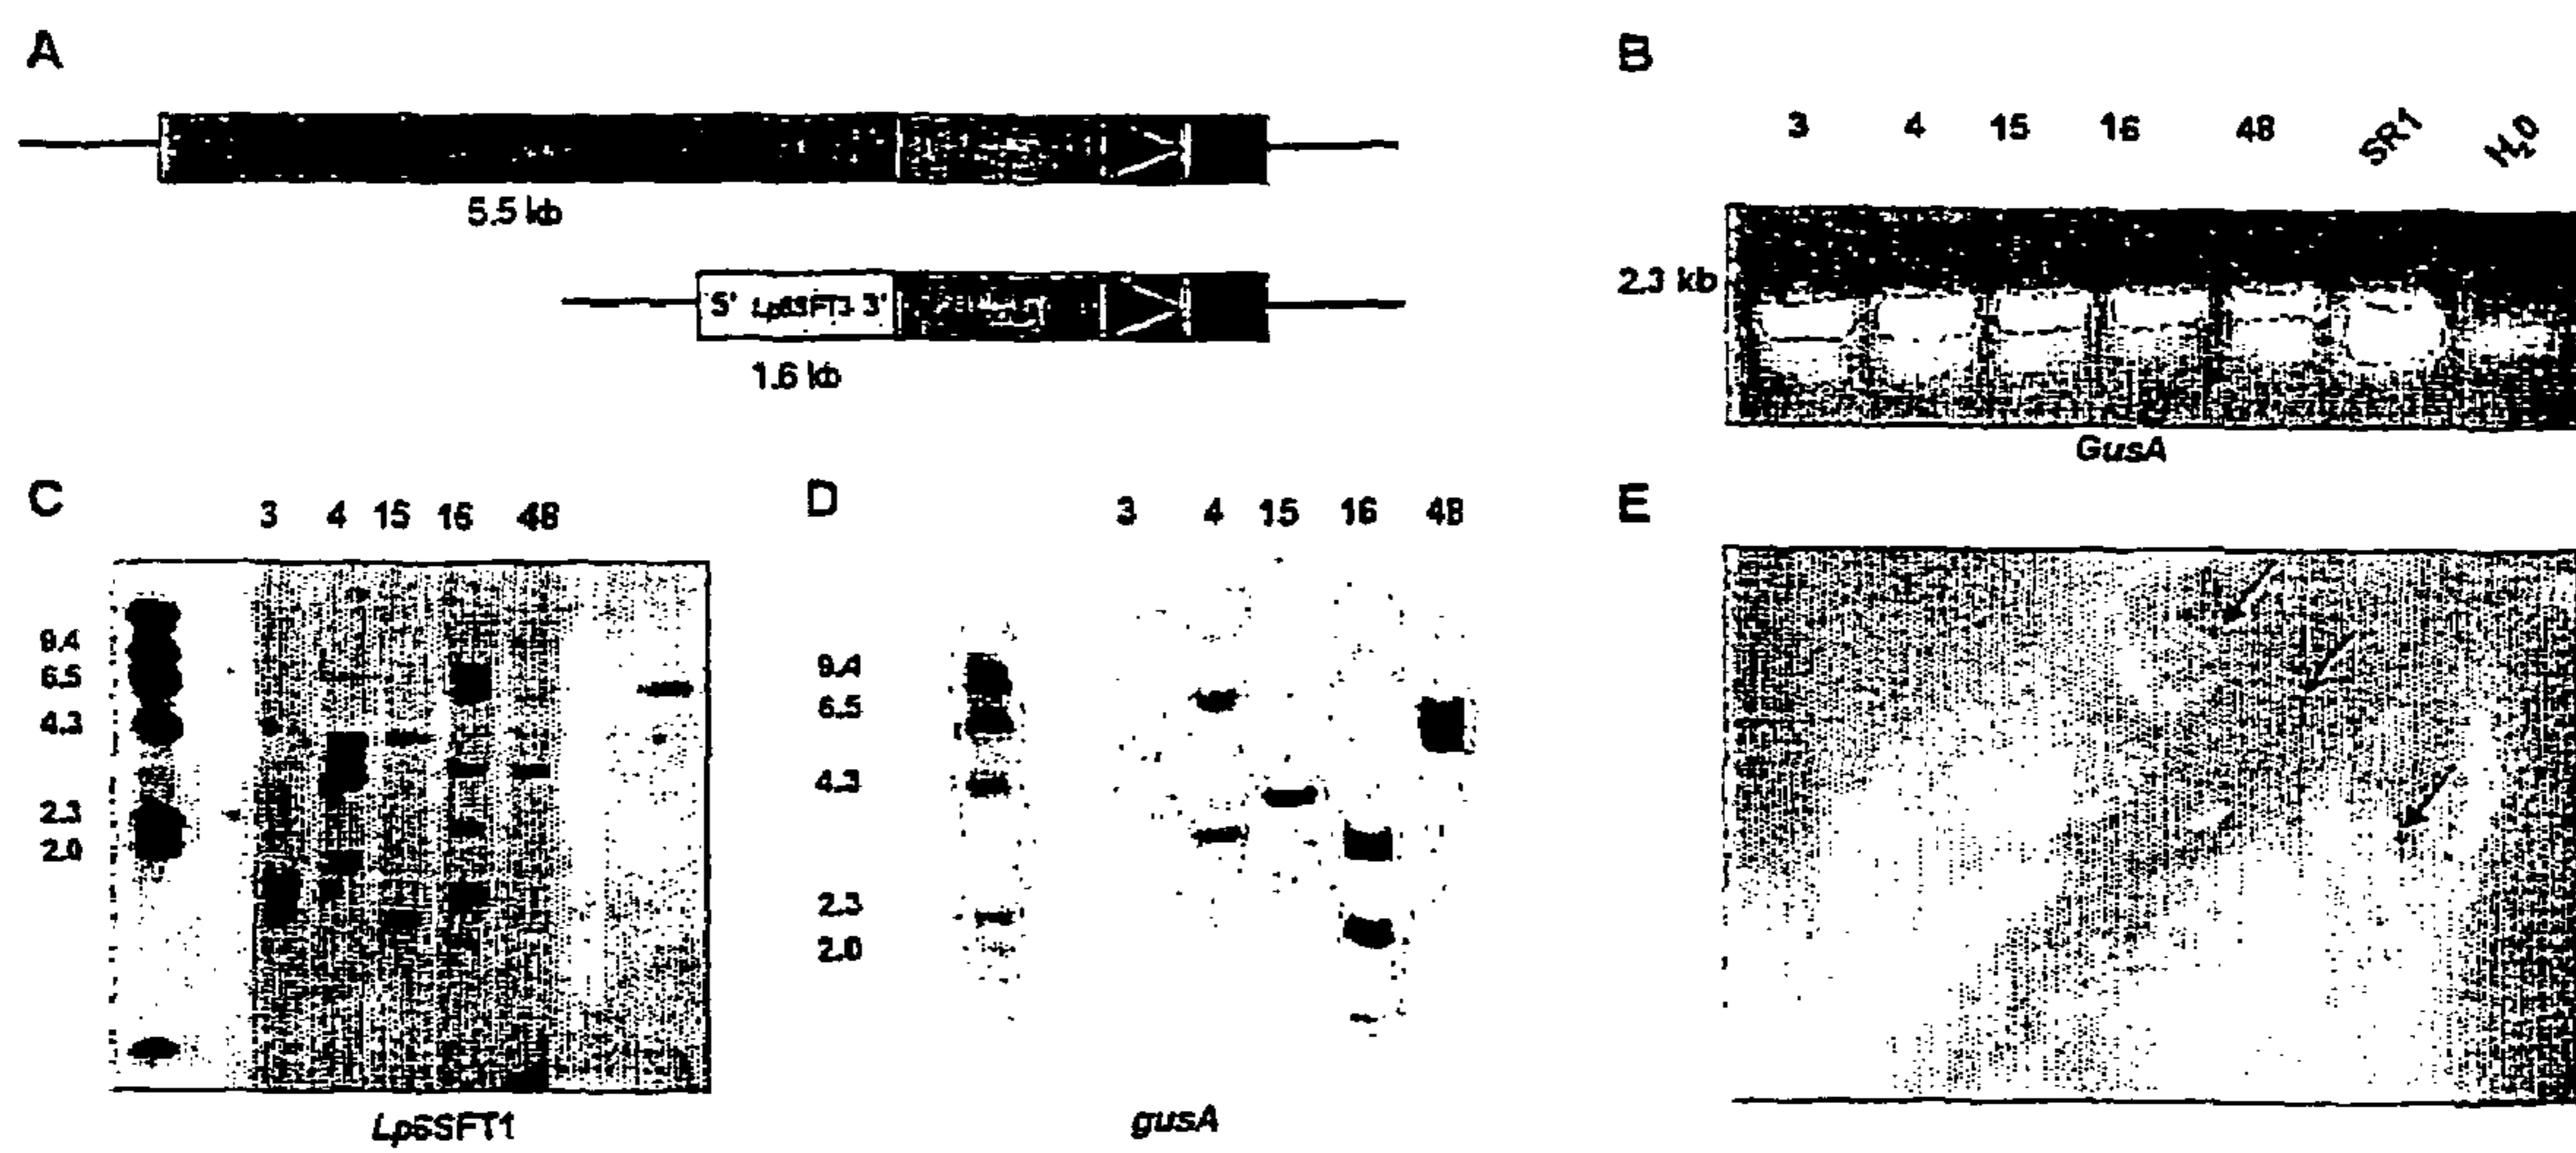 A
5.5 kb
5' 3'
1.6 kb
B
3 4 15 16 48 SR1 H20
2.3 kb
GusA
C
3 4 15 16 48
9.4
6.5
4.3
2.3
2.0
LpSSFT1
D
3 4 15 16 48
9.4
6.5
4.3
2.3
2.0
gusA
E